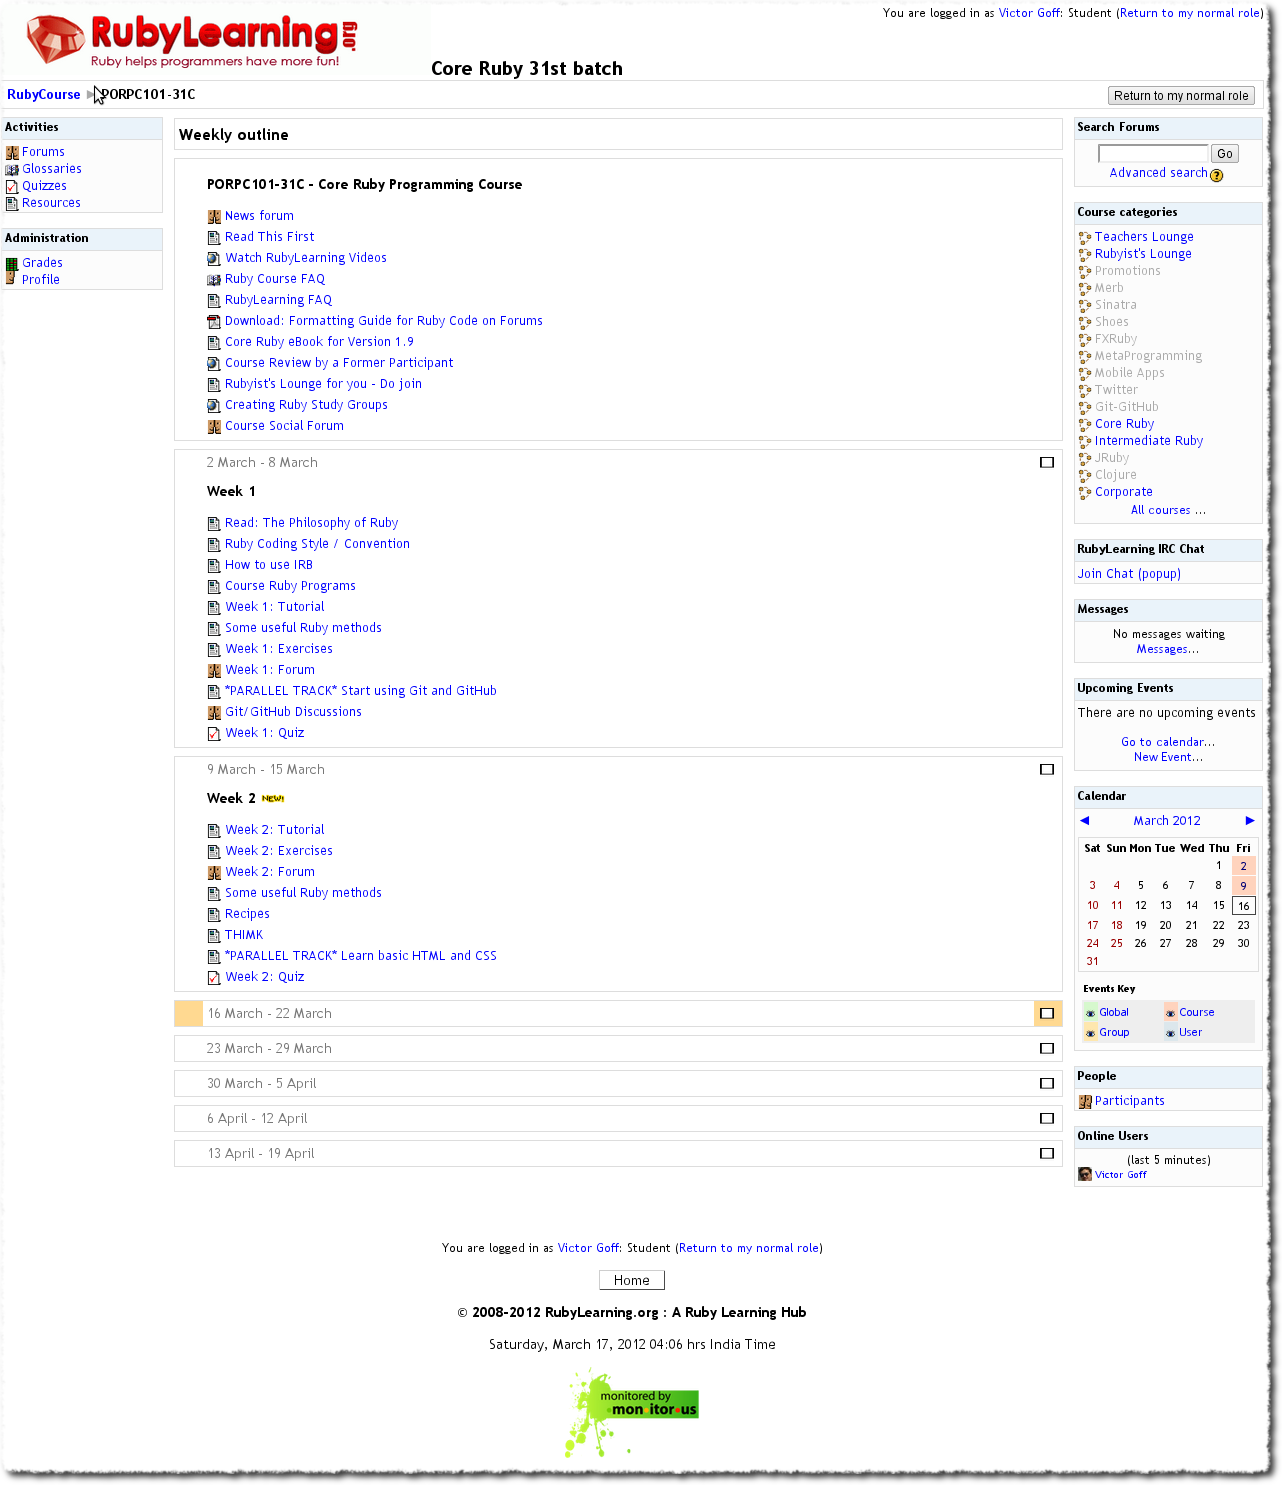 You are logged in as Victor Goff: Student (Return to my normal role)
RubyLearning.org
Ruby helps programmers have more fun!
Core Ruby 31st batch
RubyCourse ► PORPC101-31C
Return to my normal role
Activities
Forums
Glossaries
Quizzes
Resources
Administration
Grades
Profile
Weekly outline
PORPC101-31C - Core Ruby Programming Course
News forum
Read This First
Watch RubyLearning Videos
Ruby Course FAQ
RubyLearning FAQ
Download: Formatting Guide for Ruby Code on Forums
Core Ruby eBook for Version 1.9
Course Review by a Former Participant
Rubyist's Lounge for you - Do join
Creating Ruby Study Groups
Course Social Forum
2 March - 8 March
Week 1
Read: The Philosophy of Ruby
Ruby Coding Style / Convention
How to use IRB
Course Ruby Programs
Week 1: Tutorial
Some useful Ruby methods
Week 1: Exercises
Week 1: Forum
*PARALLEL TRACK* Start using Git and GitHub
Git/GitHub Discussions
Week 1: Quiz
9 March - 15 March
Week 2 NEW!
Week 2: Tutorial
Week 2: Exercises
Week 2: Forum
Some useful Ruby methods
Recipes
THIMK
*PARALLEL TRACK* Learn basic HTML and CSS
Week 2: Quiz
16 March - 22 March
23 March - 29 March
30 March - 5 April
6 April - 12 April
13 April - 19 April
Search Forums
Go
Advanced search ?
Course categories
Teachers Lounge
Rubyist's Lounge
Promotions
Merb
Sinatra
Shoes
FXRuby
MetaProgramming
Mobile Apps
Twitter
Git-GitHub
Core Ruby
Intermediate Ruby
JRuby
Clojure
Corporate
All courses ...
RubyLearning IRC Chat
Join Chat (popup)
Messages
No messages waiting
Messages...
Upcoming Events
There are no upcoming events
Go to calendar...
New Event...
Calendar
◄ March 2012 ►
Sat Sun Mon Tue Wed Thu Fri
1 2
3 4 5 6 7 8 9
10 11 12 13 14 15 16
17 18 19 20 21 22 23
24 25 26 27 28 29 30
31
Events Key
Global Course
Group User
People
Participants
Online Users
(last 5 minutes)
Victor Goff
You are logged in as Victor Goff: Student (Return to my normal role)
Home
© 2008-2012 RubyLearning.org : A Ruby Learning Hub
Saturday, March 17, 2012 04:06 hrs India Time
monitored by
mon.itor.us